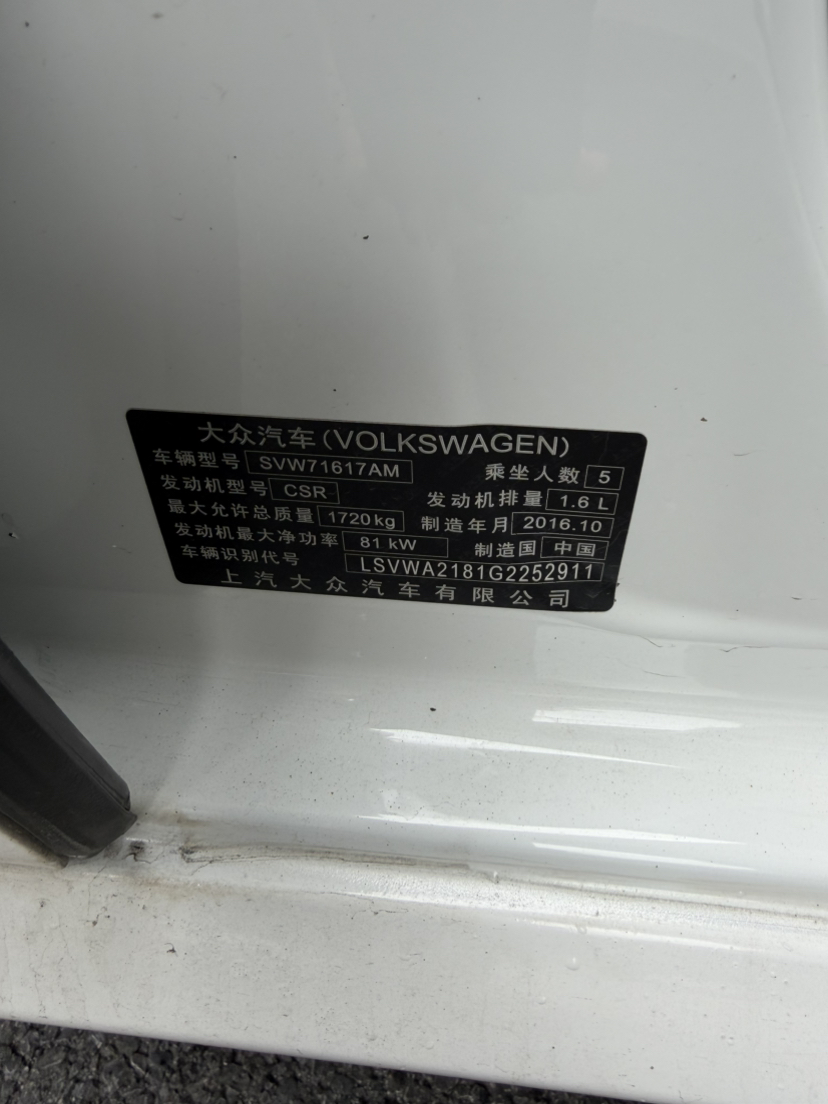 大众汽车(VOLKSWAGEN)
车辆型号 SVW71617AM 乘坐人数 5
发动机型号 CSR 发动机排量 1.6 L
最大允许总质量 1720kg 制造年月 2016.10
发动机最大净功率 81 kW 制造国 中国
车辆识别代号 LSVWA2181G2252911
上汽大众汽车有限公司